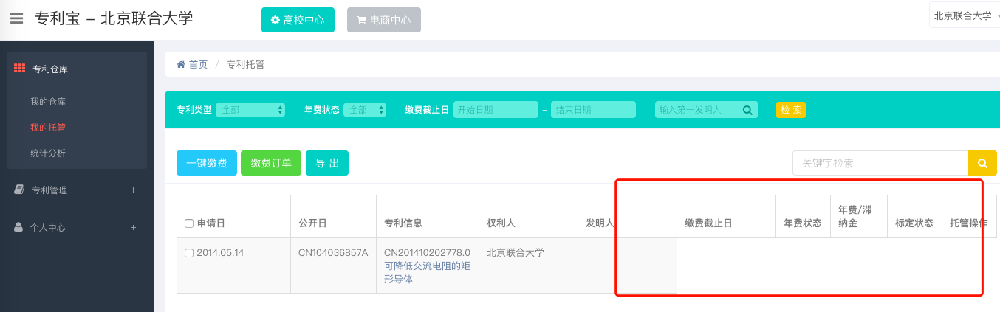 专利宝 – 北京联合大学
高校中心
电商中心
北京联合大学
专利仓库
我的仓库
我的托管
统计分析
专利管理
个人中心
首页 / 专利托管
专利类型 全部 年费状态 全部 缴费截止日 开始日期 – 结束日期 输入第一发明人 检 索
一键缴费 缴费订单 导 出 关键字检索
申请日 公开日 专利信息 权利人 发明人 缴费截止日 年费状态 年费/滞
纳金 标定状态 托管操作
2014.05.14 CN104036857A CN201410202778.0 北京联合大学
可降低交流电阻的矩
形导体